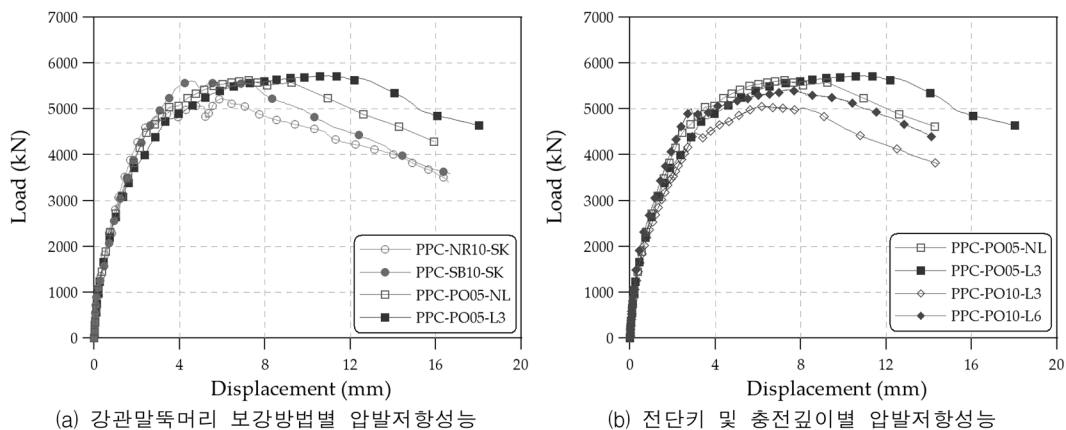 7000
6000
5000
4000
3000
2000
1000
0
Load (kN)
PPC-NR10-SK
PPC-SB10-SK
PPC-PO05-NL
PPC-PO05-L3
0 4 8 12 16 20
Displacement (mm)
(a) 강관말뚝머리 보강방법별 압발저항성능
7000
6000
5000
4000
3000
2000
1000
0
Load (kN)
PPC-PO05-NL
PPC-PO05-L3
PPC-PO10-L3
PPC-PO10-L6
0 4 8 12 16 20
Displacement (mm)
(b) 전단키 및 충전깊이별 압발저항성능